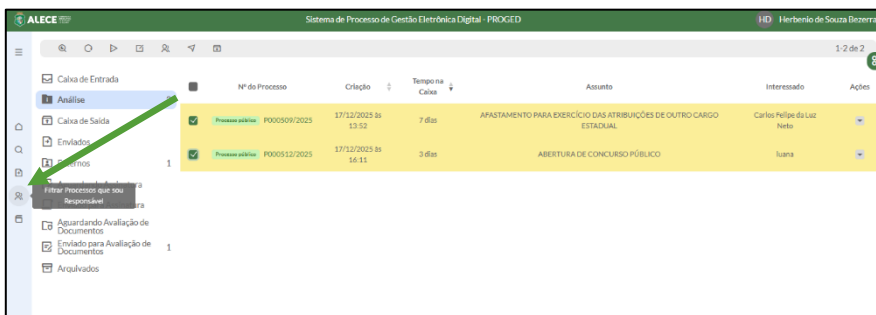 ALECE
Sistema de Processo de Gestão Eletrônica Digital - PROGED
HD Herbenio de Souza Bezerra
1-2 de 2
Caixa de Entrada
Análise
Caixa de Saída
Enviados
Externos 1
Filtrar Processos que sou
Responsável
Aguardando Avaliação de
Documentos
Enviado para Avaliação de
Documentos 1
Arquivados
Nº do Processo Criação Tempo na
Caixa Assunto Interessado Ações
Processo público P000509/2025 17/12/2025 às
13:52 7 dias AFASTAMENTO PARA EXERCÍCIO DAS ATRIBUIÇÕES DE OUTRO CARGO
ESTADUAL Carlos Felipe da Luz
Neto
Processo público P000512/2025 17/12/2025 às
16:11 3 dias ABERTURA DE CONCURSO PÚBLICO luana